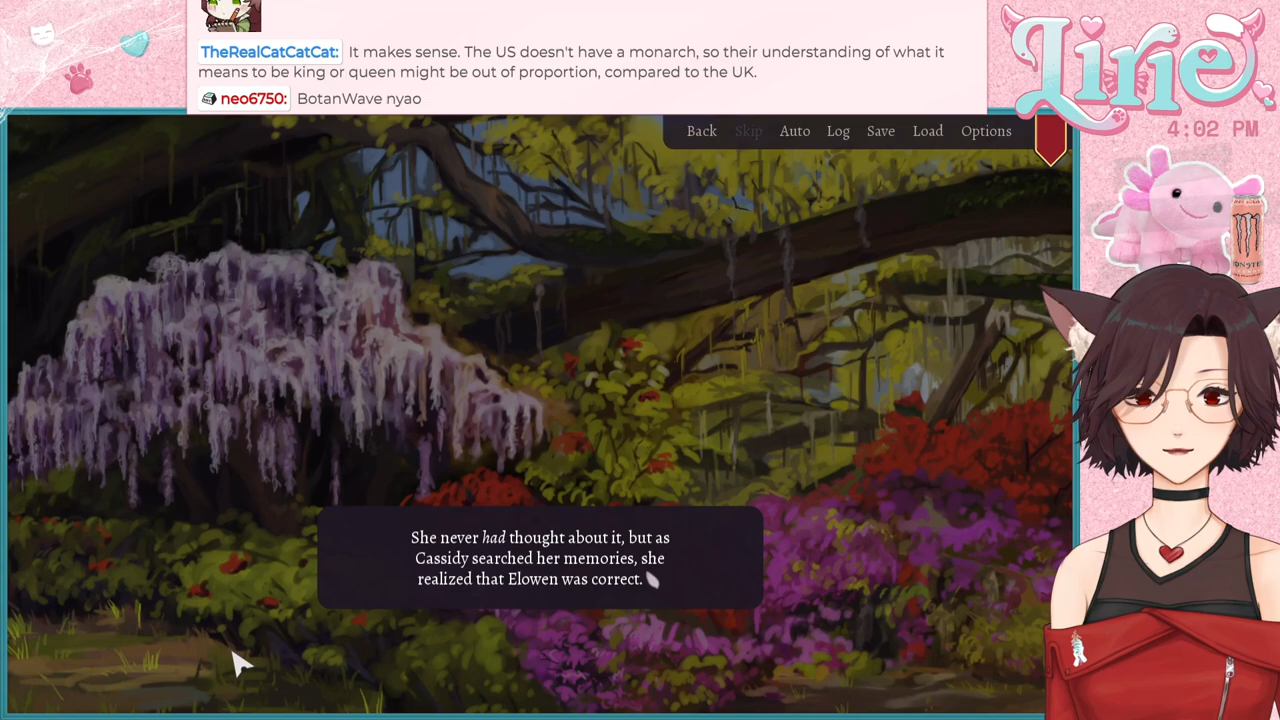 TheRealCatCatCat: It makes sense. The US doesn't have a monarch, so their understanding of what it
means to be king or queen might be out of proportion, compared to the UK.
neo6750: BotanWave nyao
Lirie
4:02 PM
Back Skip Auto Log Save Load Options
MONSTER
She never had thought about it, but as
Cassidy searched her memories, she
realized that Elowen was correct.